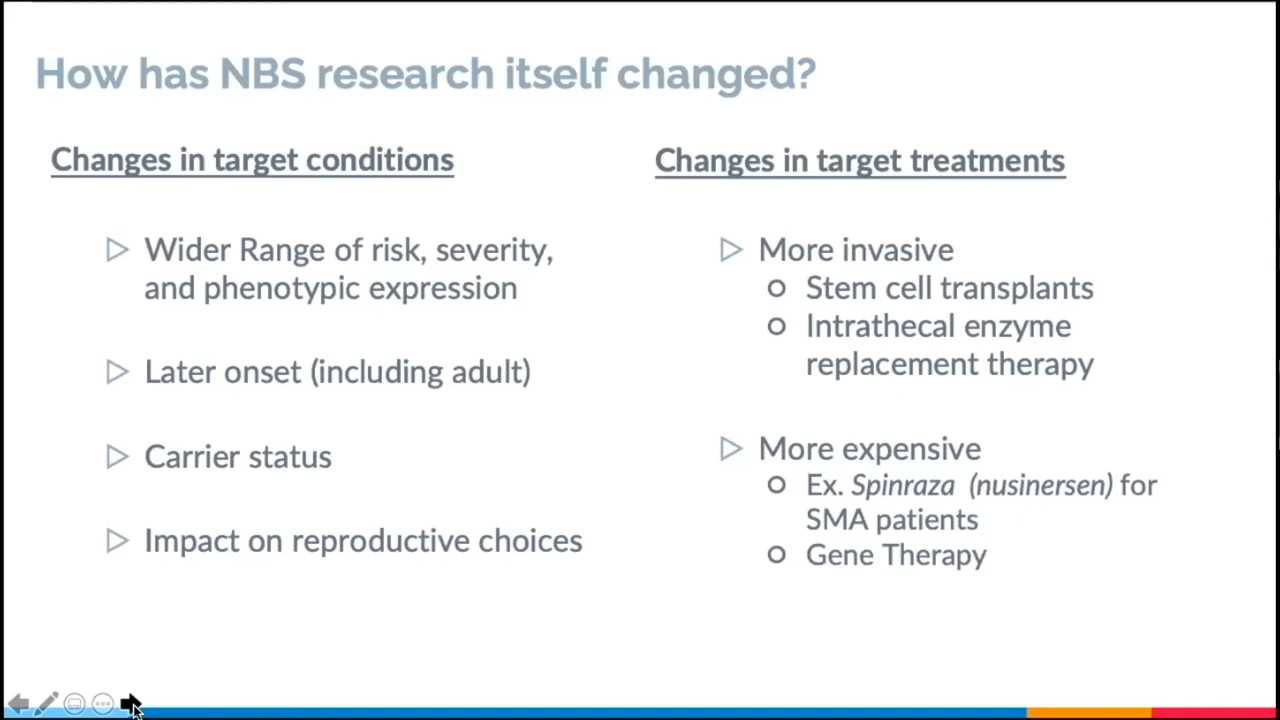 How has NBS research itself changed?
Changes in target conditions
Wider Range of risk, severity,
and phenotypic expression
Later onset (including adult)
Carrier status
Impact on reproductive choices
Changes in target treatments
More invasive
Stem cell transplants
Intrathecal enzyme
replacement therapy
More expensive
Ex. Spinraza (nusinersen) for
SMA patients
Gene Therapy